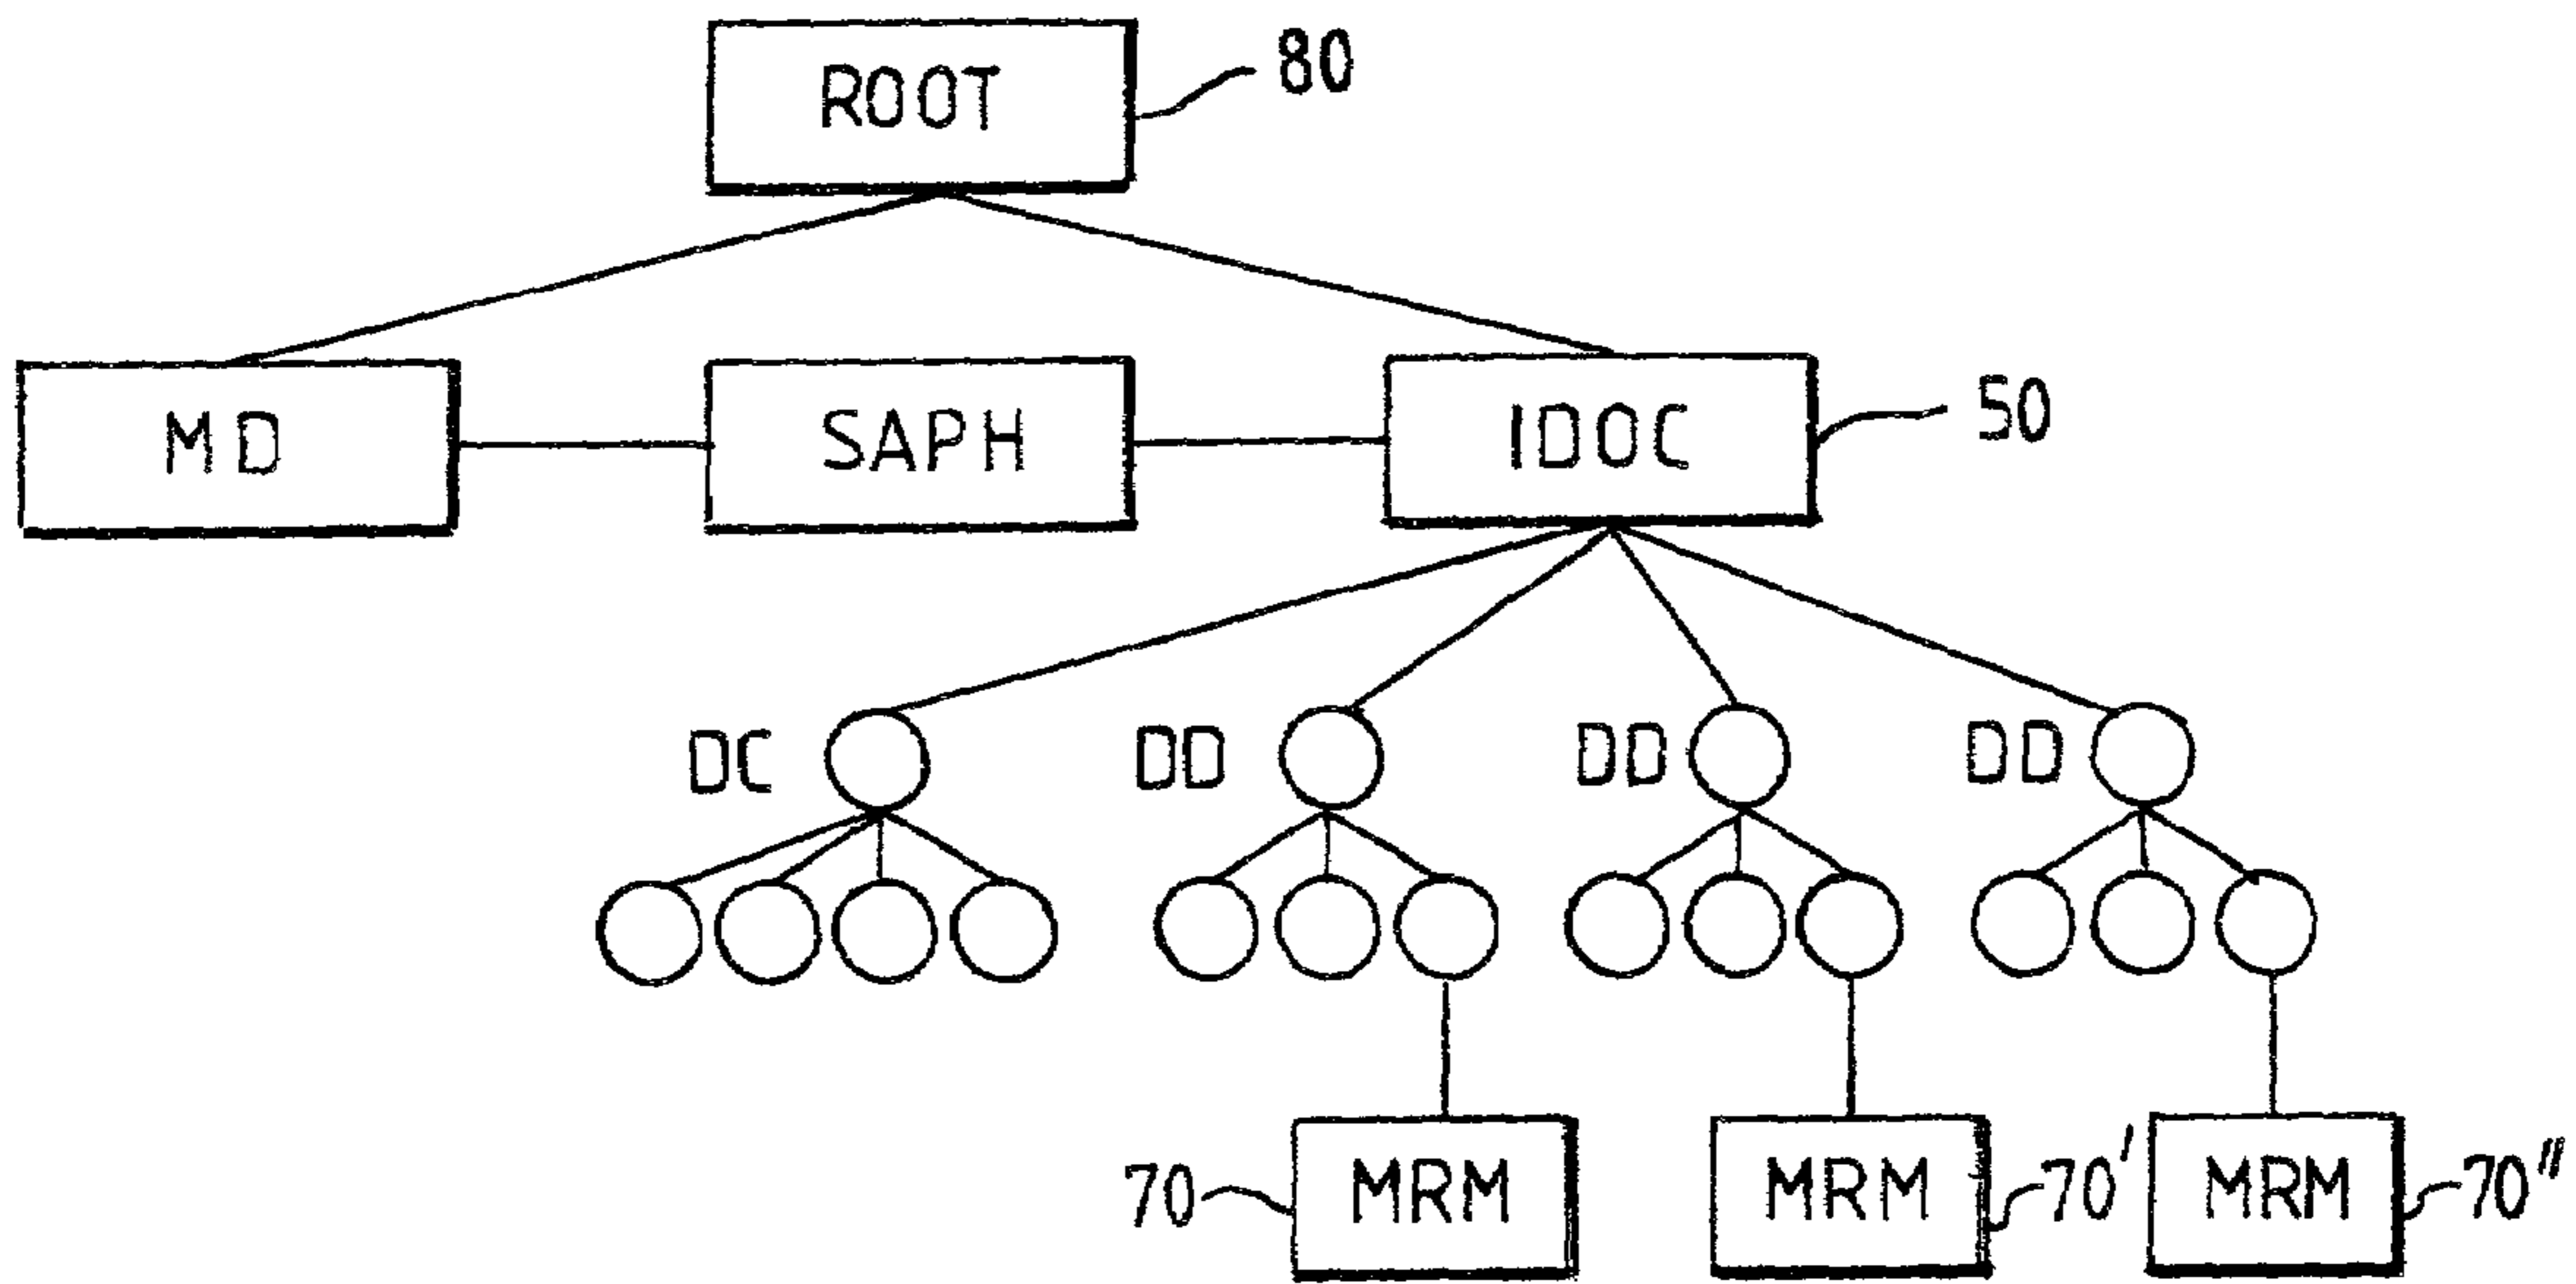 ROOT 80
MD SAPH IDOC 50
DC DD DD DD
70 MRM MRM 70' MRM 70"